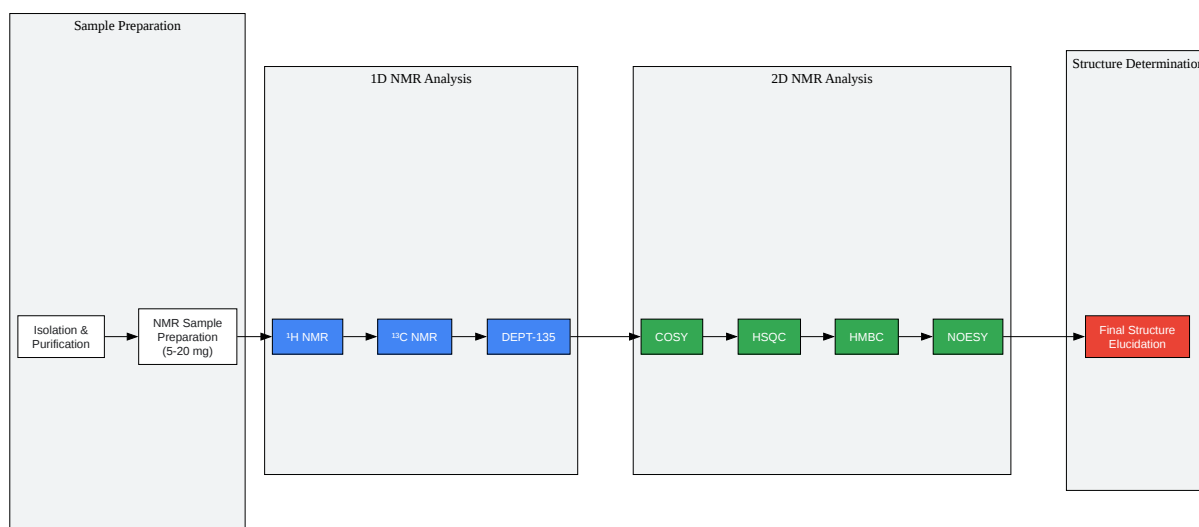 Sample Preparation
Isolation &
Purification
NMR Sample
Preparation
(5-20 mg)
1D NMR Analysis
¹H NMR
¹³C NMR
DEPT-135
2D NMR Analysis
COSY
HSQC
HMBC
NOESY
Structure Determination
Final Structure
Elucidation